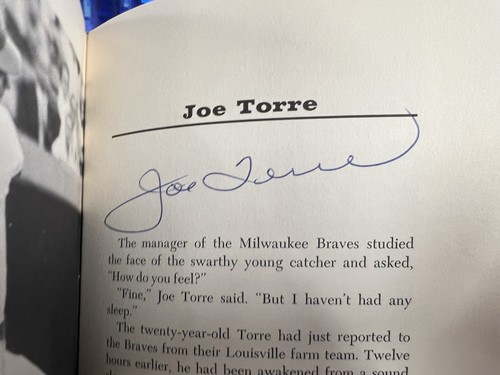 Joe Torre
Joe Torre
The manager of the Milwaukee Braves studied
the face of the swarthy young catcher and asked,
"How do you feel?"
"Fine," Joe Torre said. "But I haven't had any
sleep."
The twenty-year-old Torre had just reported to
the Braves from their Louisville farm team. Twelve
hours earlier, he had been awakened from a sound